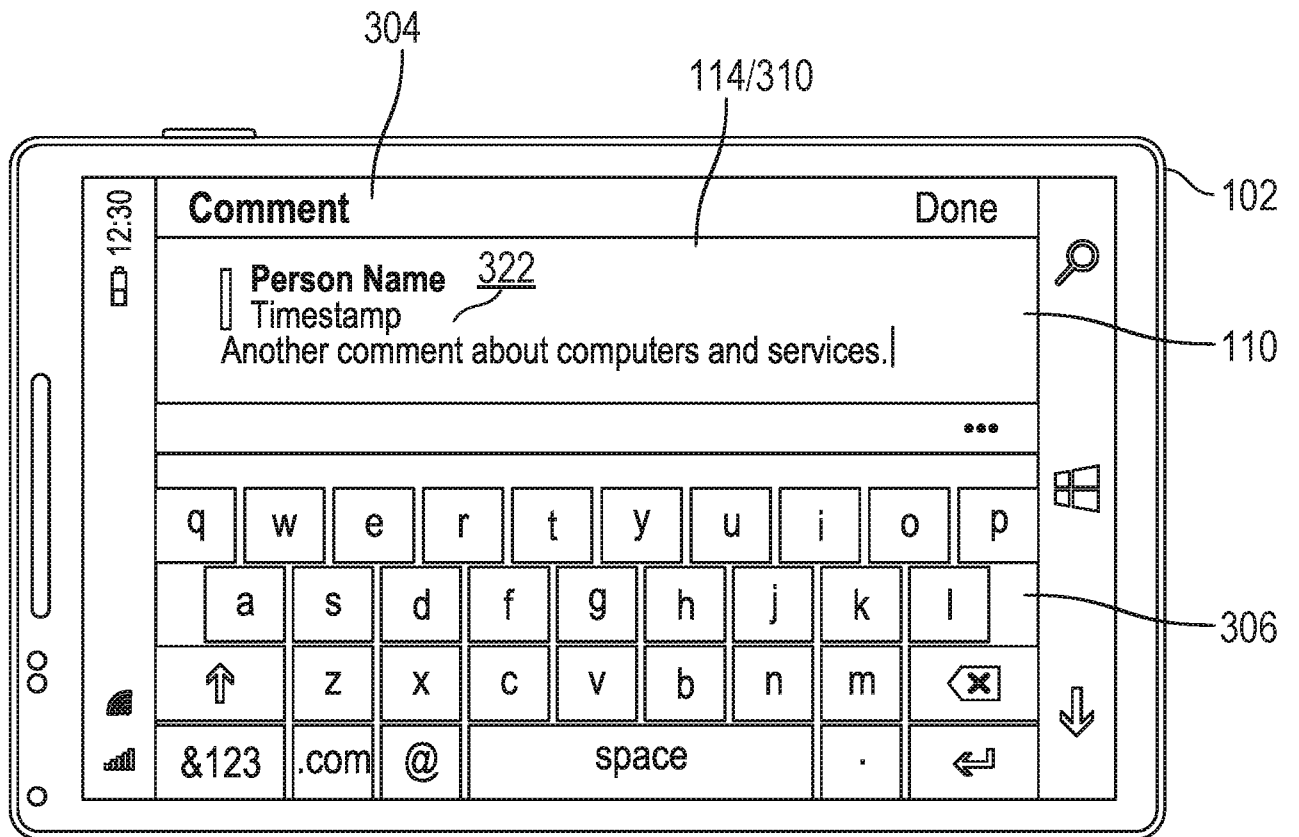 304
114/310
102
12:30
Comment Done
Person Name 322
Timestamp
110
Another comment about computers and services.
•••
q w e r t y u i o p
a s d f g h j k l
306
z x c v b n m
&123 .com @ space .